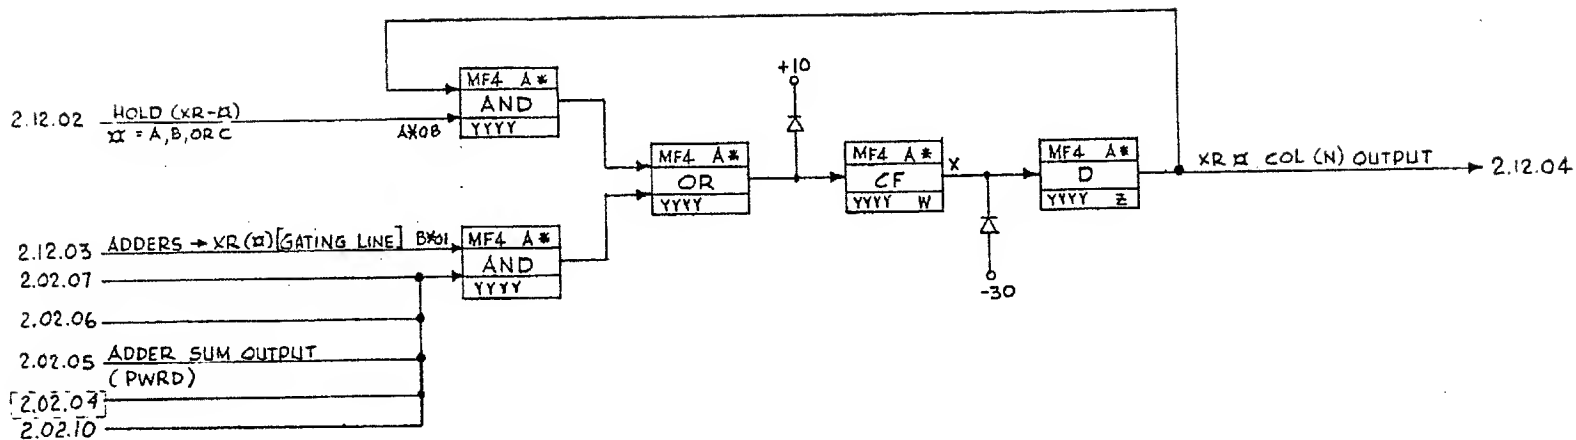 +10
MF4 A*
AND
YYYY
2.12.02 HOLD (XR-¤)
¤ = A, B, OR C
A*08
MF4 A*
OR
YYYY
MF4 A*
CF
YYYY W
X
MF4 A*
D
YYYY Z
XR ¤ COL (N) OUTPUT
2.12.04
2.12.03 ADDERS → XR(¤)[GATING LINE] B*01
MF4 A*
AND
YYYY
2.02.07
-30
2.02.06
2.02.05 ADDER SUM OUTPUT
(PWRD)
2.02.09
2.02.10